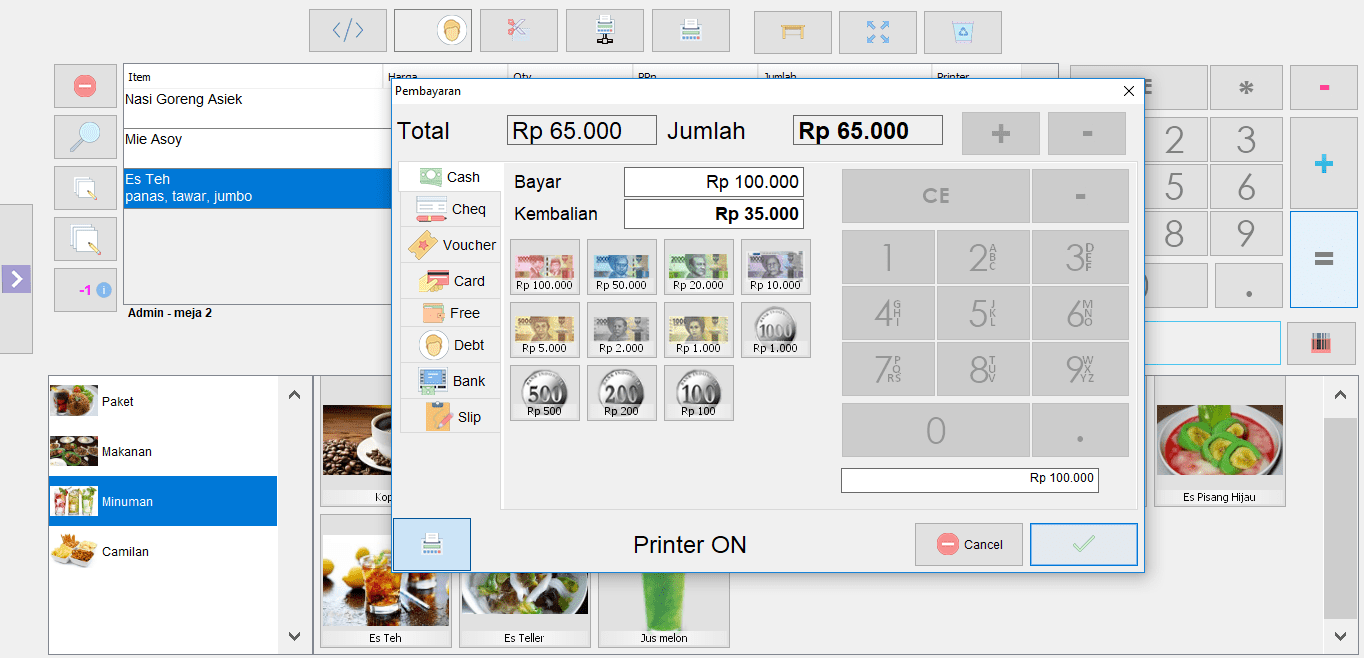 </>
Item Harga Qty PPn Jumlah Printer
Nasi Goreng Asiek
Mie Asoy
Es Teh
panas, tawar, jumbo
-1
Admin - meja 2
Pembayaran
Total Rp 65.000 Jumlah Rp 65.000 + -
Cash
Cheq
Voucher
Card
Free
Debt
Bank
Slip
Bayar Rp 100.000
Kembalian Rp 35.000
Rp 100.000 Rp 50.000 Rp 20.000 Rp 10.000
Rp 5.000 Rp 2.000 Rp 1.000 1000 Rp 1.000
500 Rp 500 200 Rp 200 100 Rp 100
CE -
1 2 ABC 3 DEF
4 GHI 5 JKL 6 MNO
7 PQRS 8 TUV 9 WXYZ
0 .
Rp 100.000
Printer ON
Cancel
* -
2 3 +
5 6
8 9 =
.
Paket
Makanan
Minuman
Camilan
Es Pisang Hijau
Es Teh
Es Teller
Jus melon